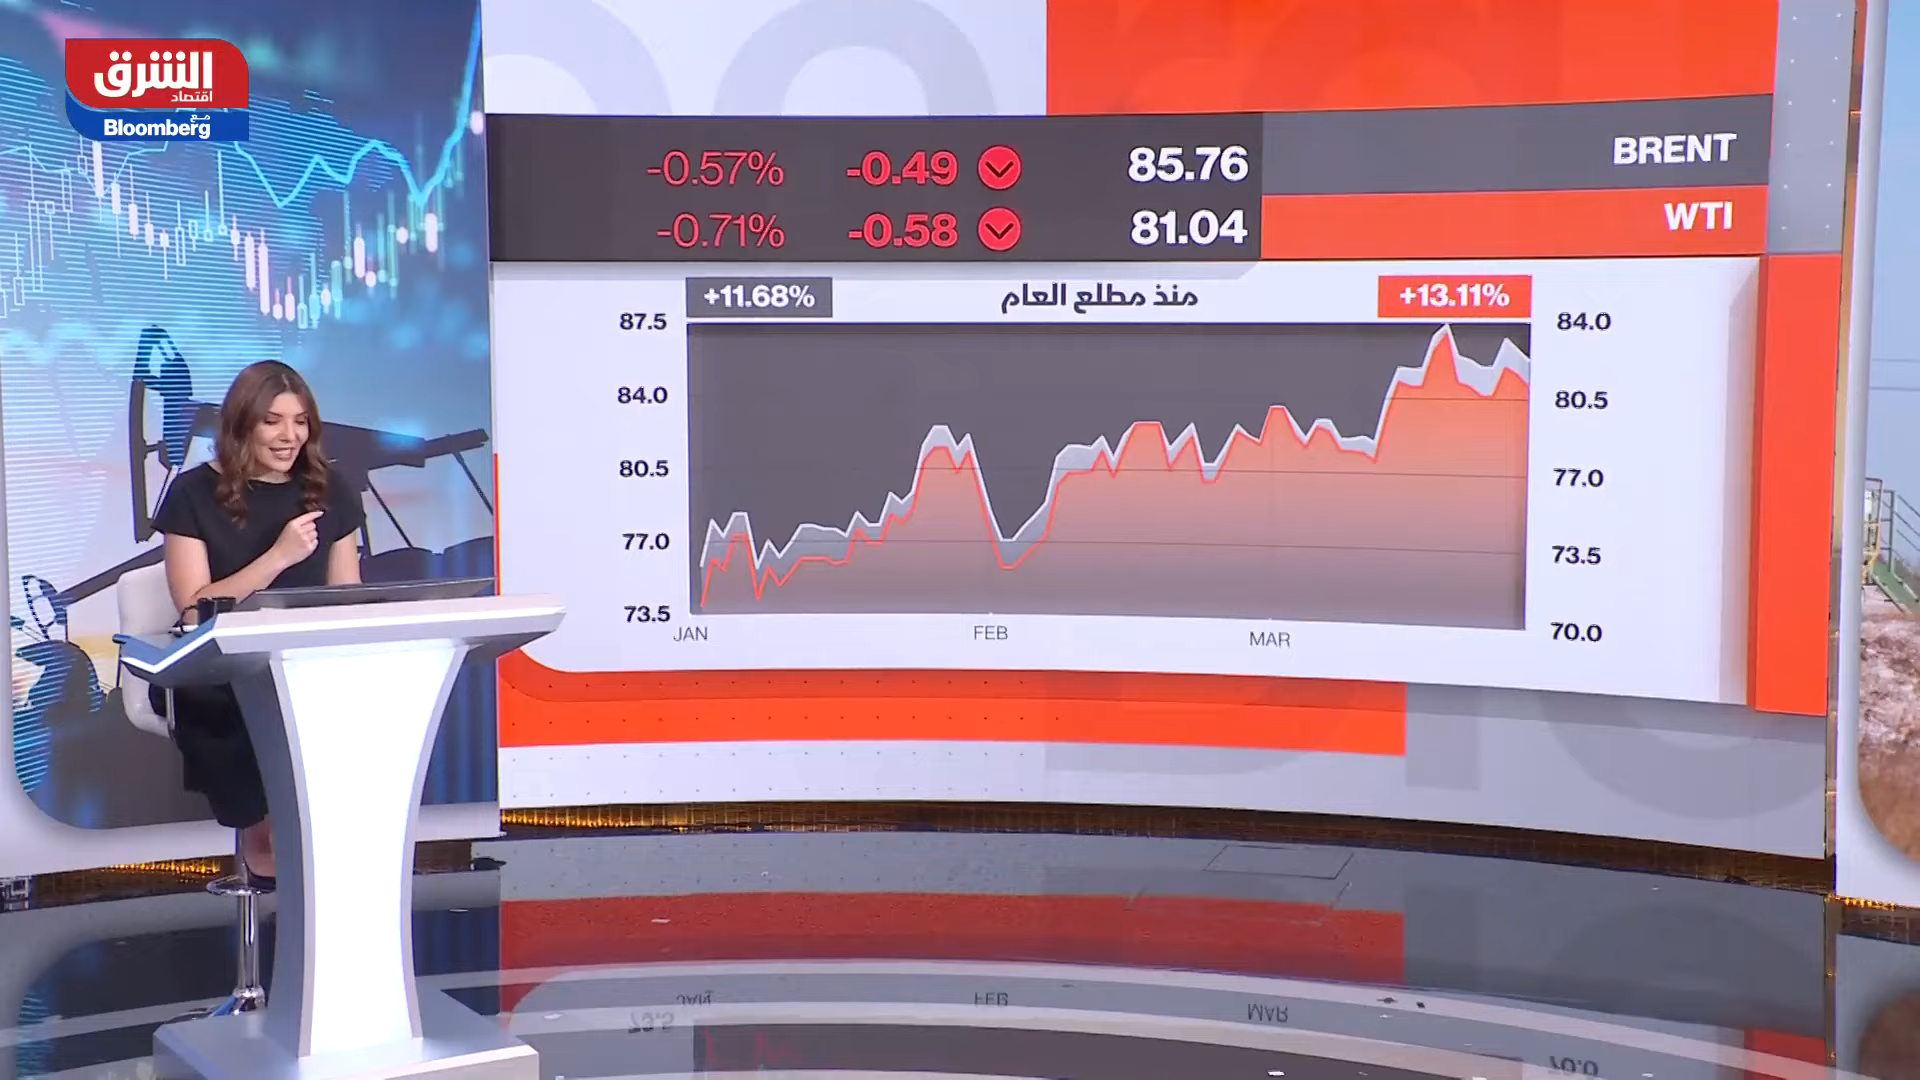 الشرق
اقتصاد
مع
Bloomberg
-0.57% -0.49 85.76 BRENT
-0.71% -0.58 81.04 WTI
+11.68% منذ مطلع العام +13.11%
87.5 84.0
84.0 80.5
80.5 77.0
77.0 73.5
73.5 70.0
JAN FEB MAR